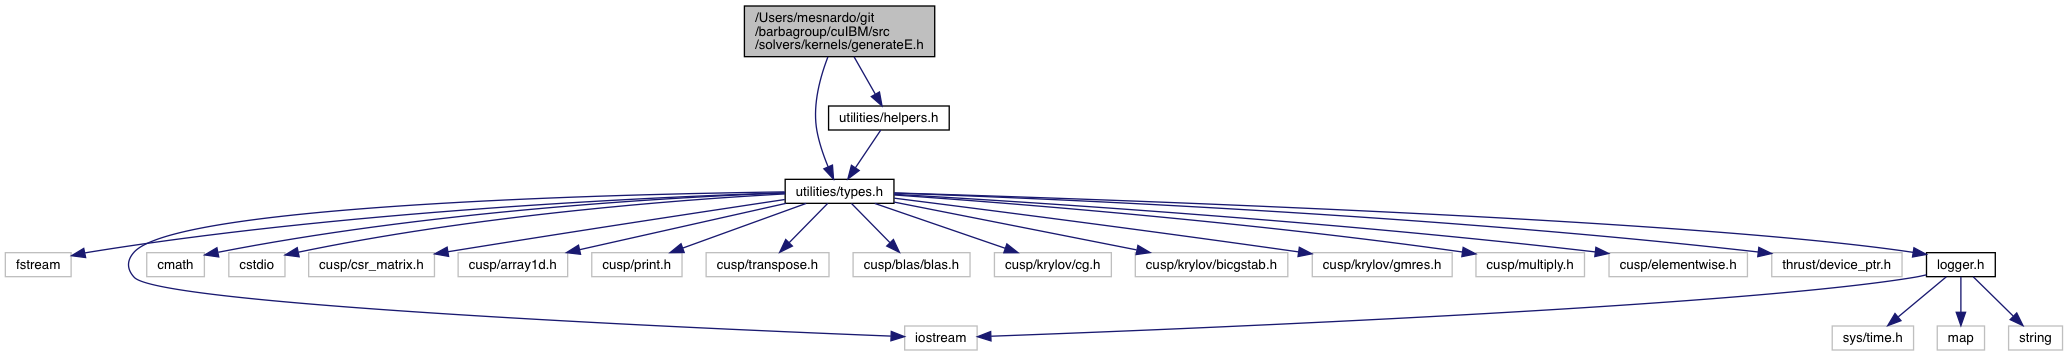 /Users/mesnardo/git
/barbagroup/cuIBM/src
/solvers/kernels/generateE.h
utilities/helpers.h
utilities/types.h
fstream
cmath
cstdio
cusp/csr_matrix.h
cusp/array1d.h
cusp/print.h
cusp/transpose.h
cusp/blas/blas.h
cusp/krylov/cg.h
cusp/krylov/bicgstab.h
cusp/krylov/gmres.h
cusp/multiply.h
cusp/elementwise.h
thrust/device_ptr.h
logger.h
iostream
sys/time.h
map
string